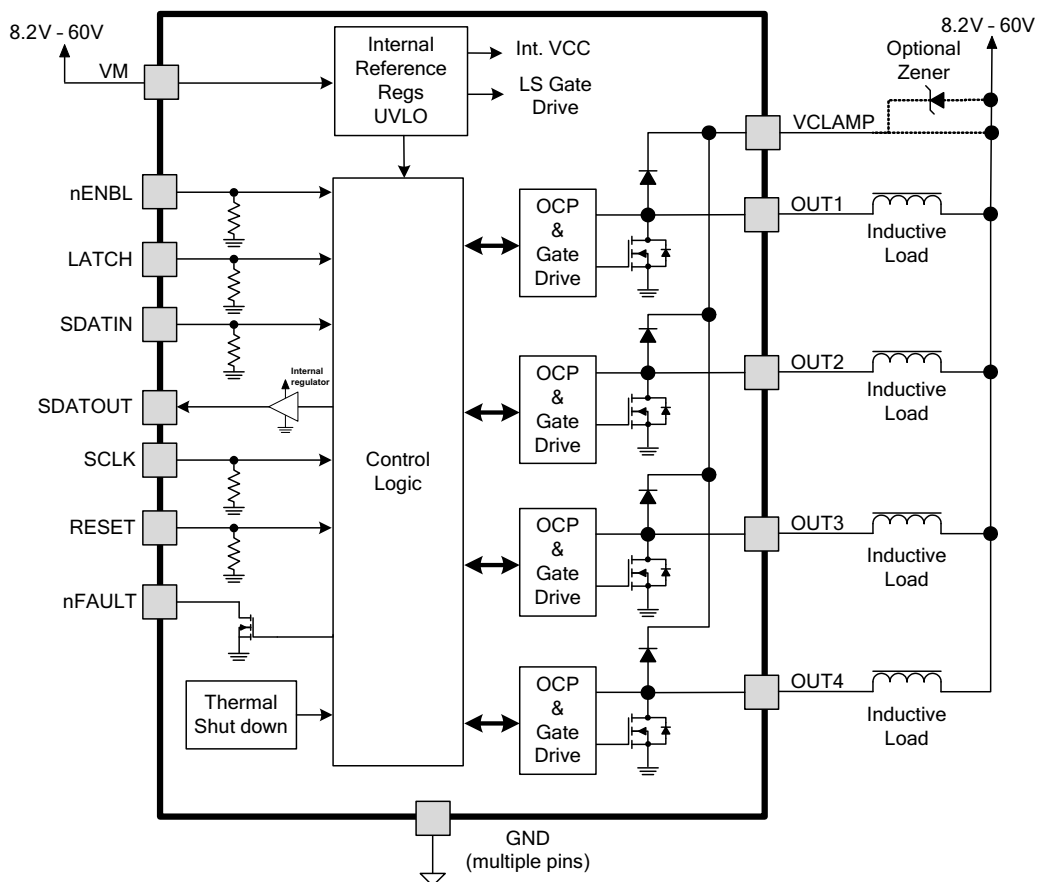 8.2V – 60V
VM
Internal
Reference
Regs
UVLO
Int. VCC
LS Gate
Drive
8.2V – 60V
Optional
Zener
VCLAMP
nENBL
LATCH
SDATIN
SDATOUT
SCLK
RESET
nFAULT
Internal
regulator
Control
Logic
Thermal
Shut down
OCP
&
Gate
Drive
OUT1
Inductive
Load
OCP
&
Gate
Drive
OUT2
Inductive
Load
OCP
&
Gate
Drive
OUT3
Inductive
Load
OCP
&
Gate
Drive
OUT4
Inductive
Load
GND
(multiple pins)